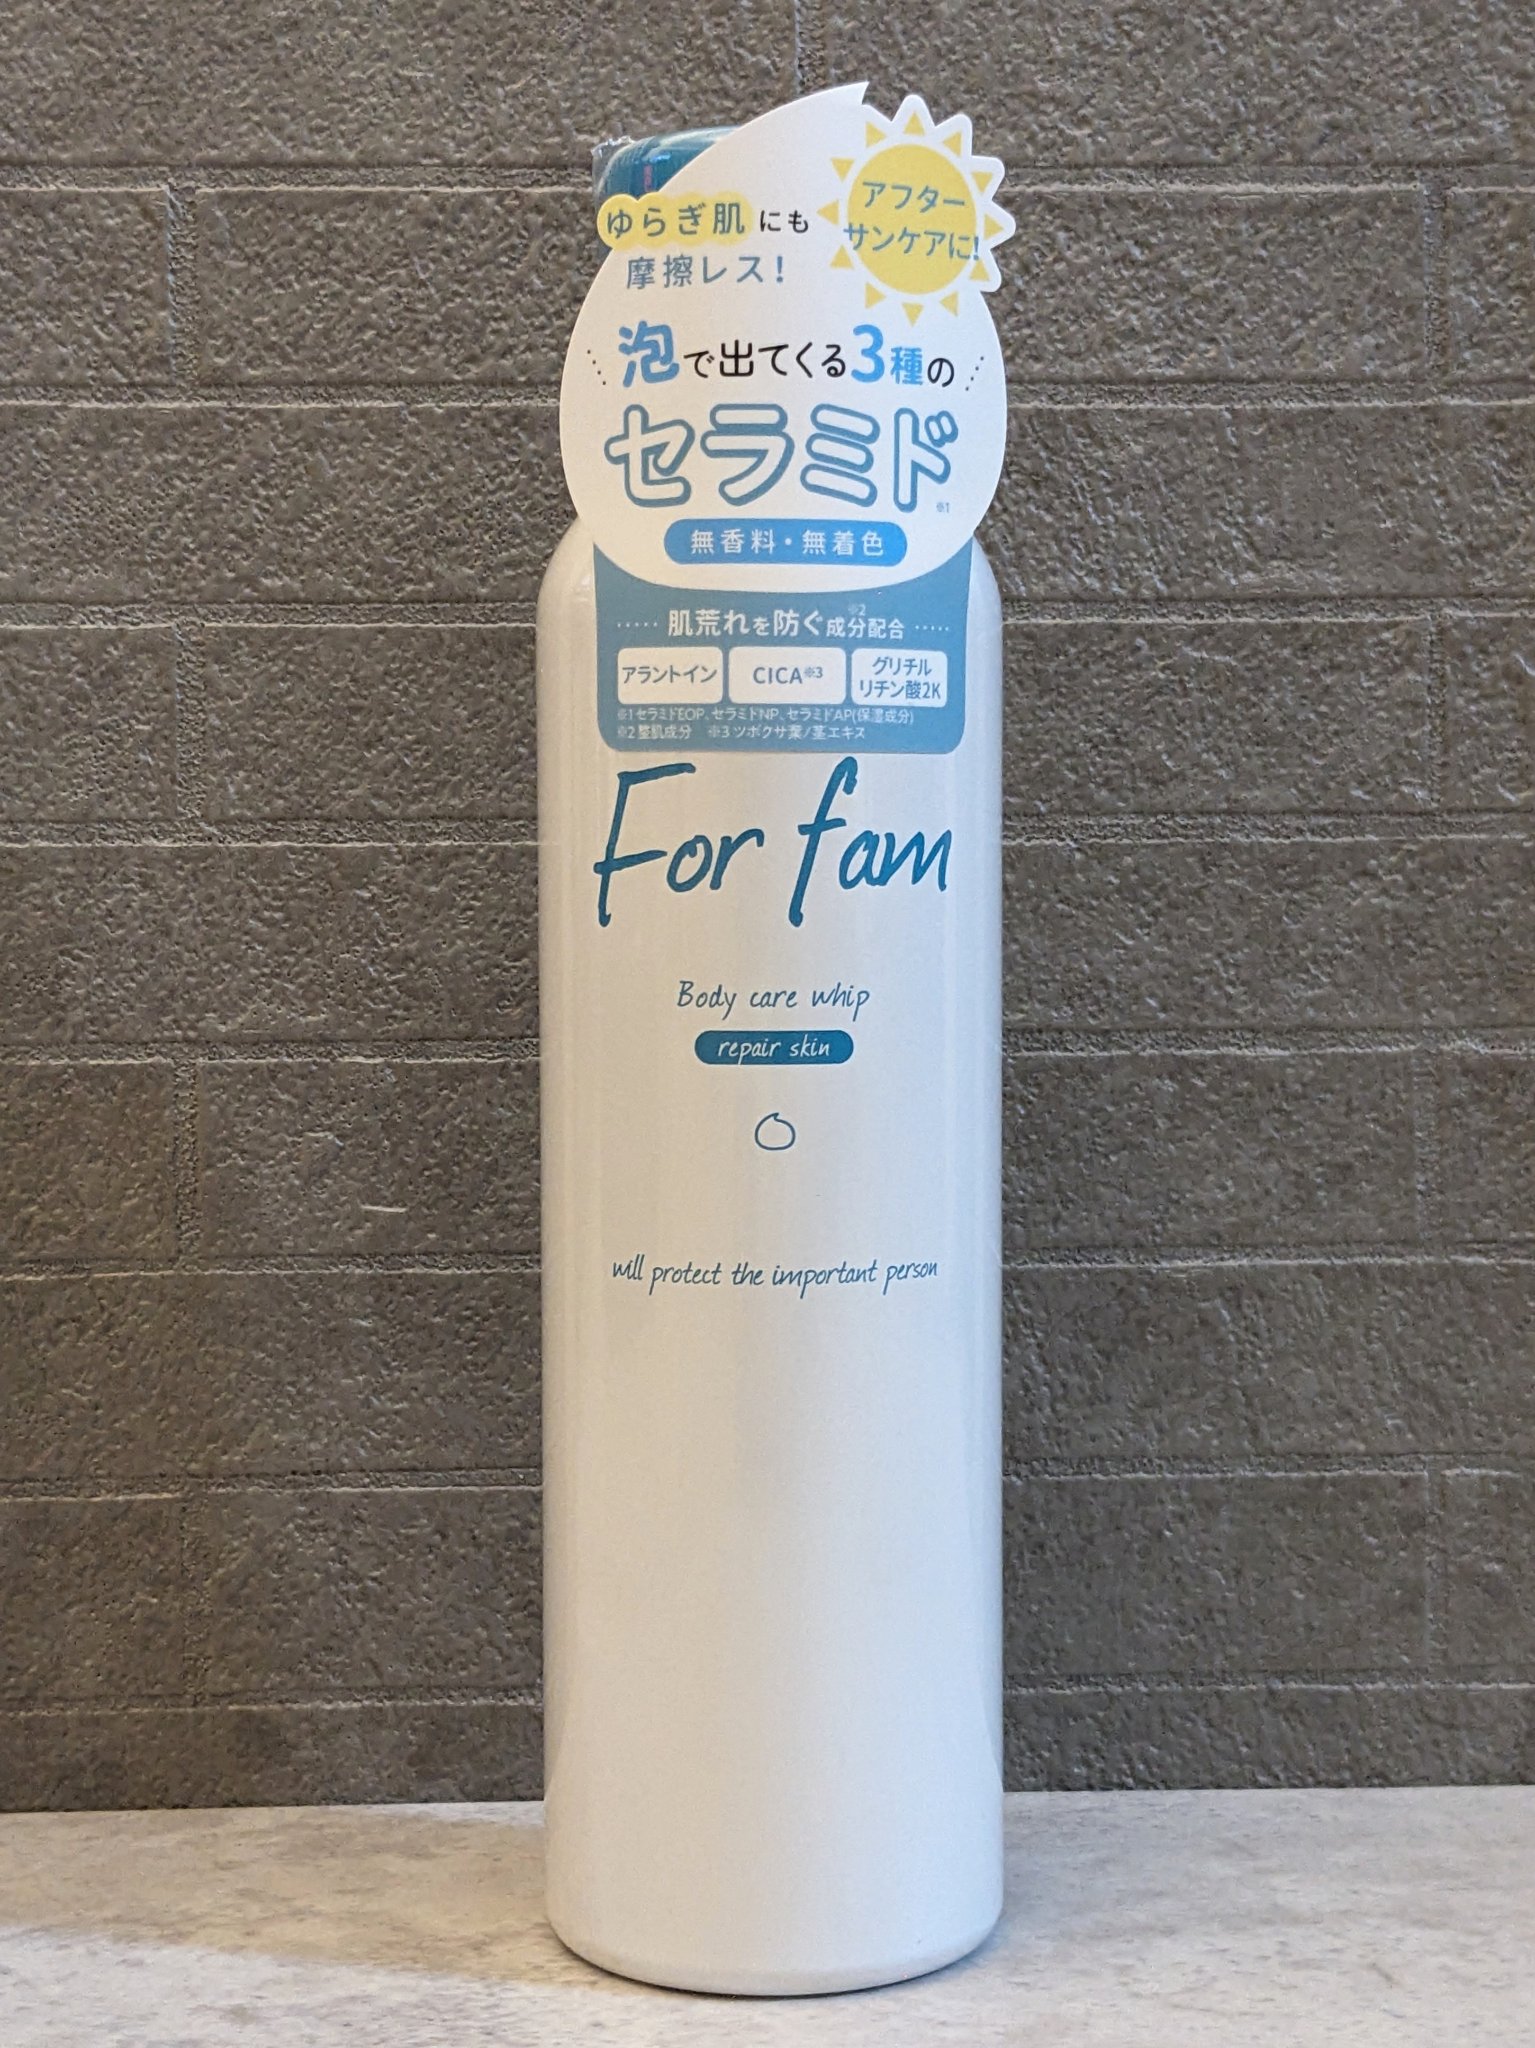 ゆらぎ肌にも
摩擦レス!
アフター
サンケアに!
泡で出てくる3種の
セラミド※1
無香料・無着色
肌荒れを防ぐ※2成分配合
アラントイン
CICA※3
グリチル
リチン酸2K
※1 セラミドEOP、セラミドNP、セラミドAP(保湿成分)
※2 整肌成分 ※3 ツボクサ葉/茎エキス
For fam
Body care whip
repair skin
will protect the important person